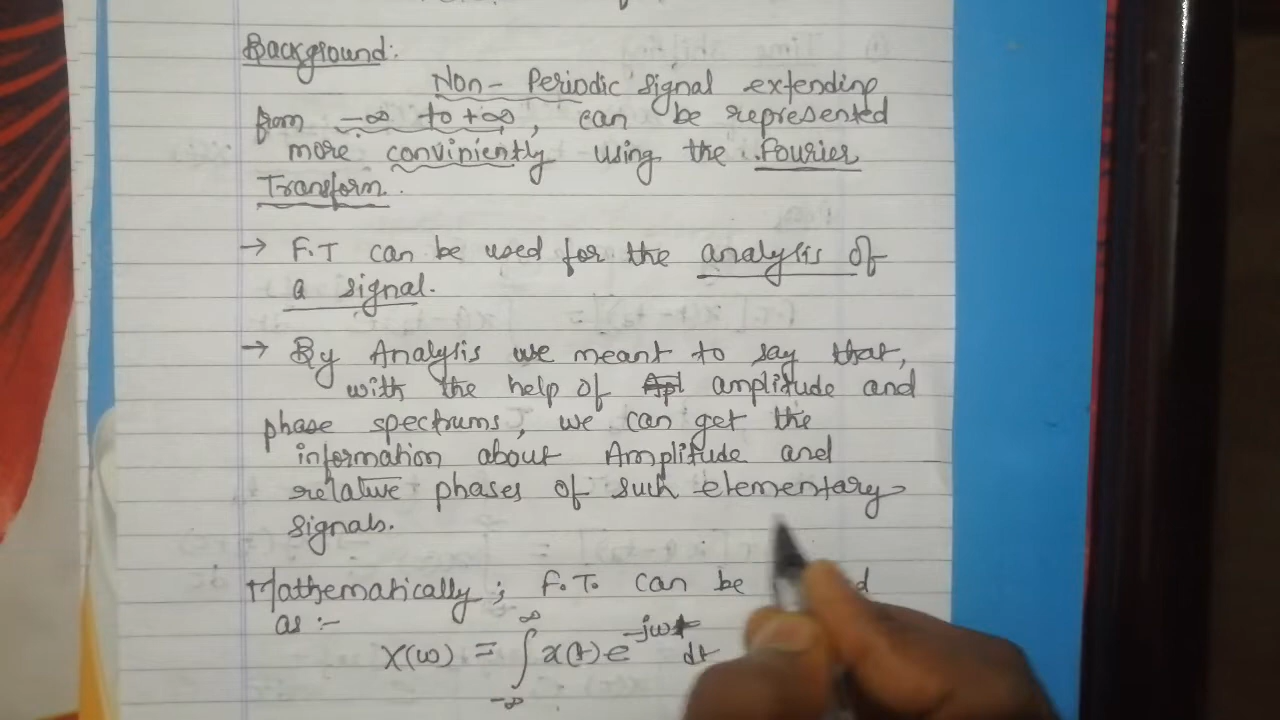 Background:
Non-Periodic signal extending
from -∞ to +∞, can be represented
more conviniently using the Fourier
Transform.
→ F.T can be used for the analysis of
a signal.
→ By Analysis we meant to say that,
with the help of amplitude and
phase spectrums, we can get the
information about Amplitude and
relative phases of such elementary
signals.
Mathematically; F.T. can be
as :-
X(ω) = ∫_{-∞}^{∞} x(t) e^{-jωt} dt